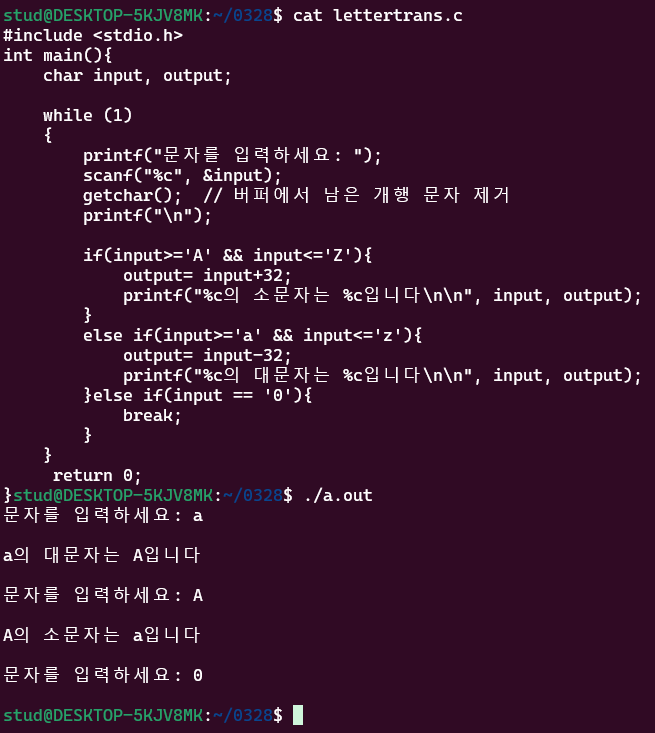 stud@DESKTOP-5KJV8MK:~/0328$ cat lettertrans.c
#include <stdio.h>
int main(){
    char input, output;

    while (1)
    {
        printf("문자를 입력하세요: ");
        scanf("%c", &input);
        getchar();  // 버퍼에서 남은 개행 문자 제거
        printf("\n");

        if(input>='A' && input<='Z'){
            output= input+32;
            printf("%c의 소문자는 %c입니다\n\n", input, output);
        }
        else if(input>='a' && input<='z'){
            output= input-32;
            printf("%c의 대문자는 %c입니다\n\n", input, output);
        }else if(input == '0'){
            break;
        }
    }
     return 0;
}stud@DESKTOP-5KJV8MK:~/0328$ ./a.out
문자를 입력하세요: a

a의 대문자는 A입니다

문자를 입력하세요: A

A의 소문자는 a입니다

문자를 입력하세요: 0

stud@DESKTOP-5KJV8MK:~/0328$